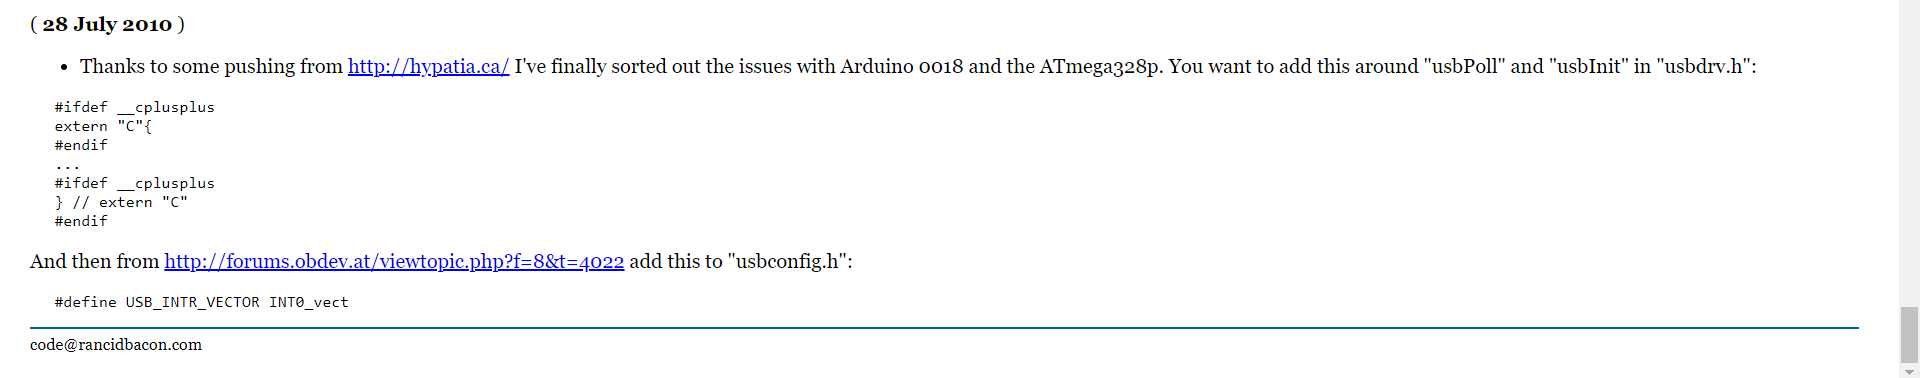 ( 28 July 2010 )
• Thanks to some pushing from http://hypatia.ca/ I've finally sorted out the issues with Arduino 0018 and the ATmega328p. You want to add this around "usbPoll" and "usbInit" in "usbdrv.h":
#ifdef __cplusplus
extern "C"{
#endif
...
#ifdef __cplusplus
} // extern "C"
#endif
And then from http://forums.obdev.at/viewtopic.php?f=8&t=4022 add this to "usbconfig.h":
#define USB_INTR_VECTOR INT0_vect
code@rancidbacon.com